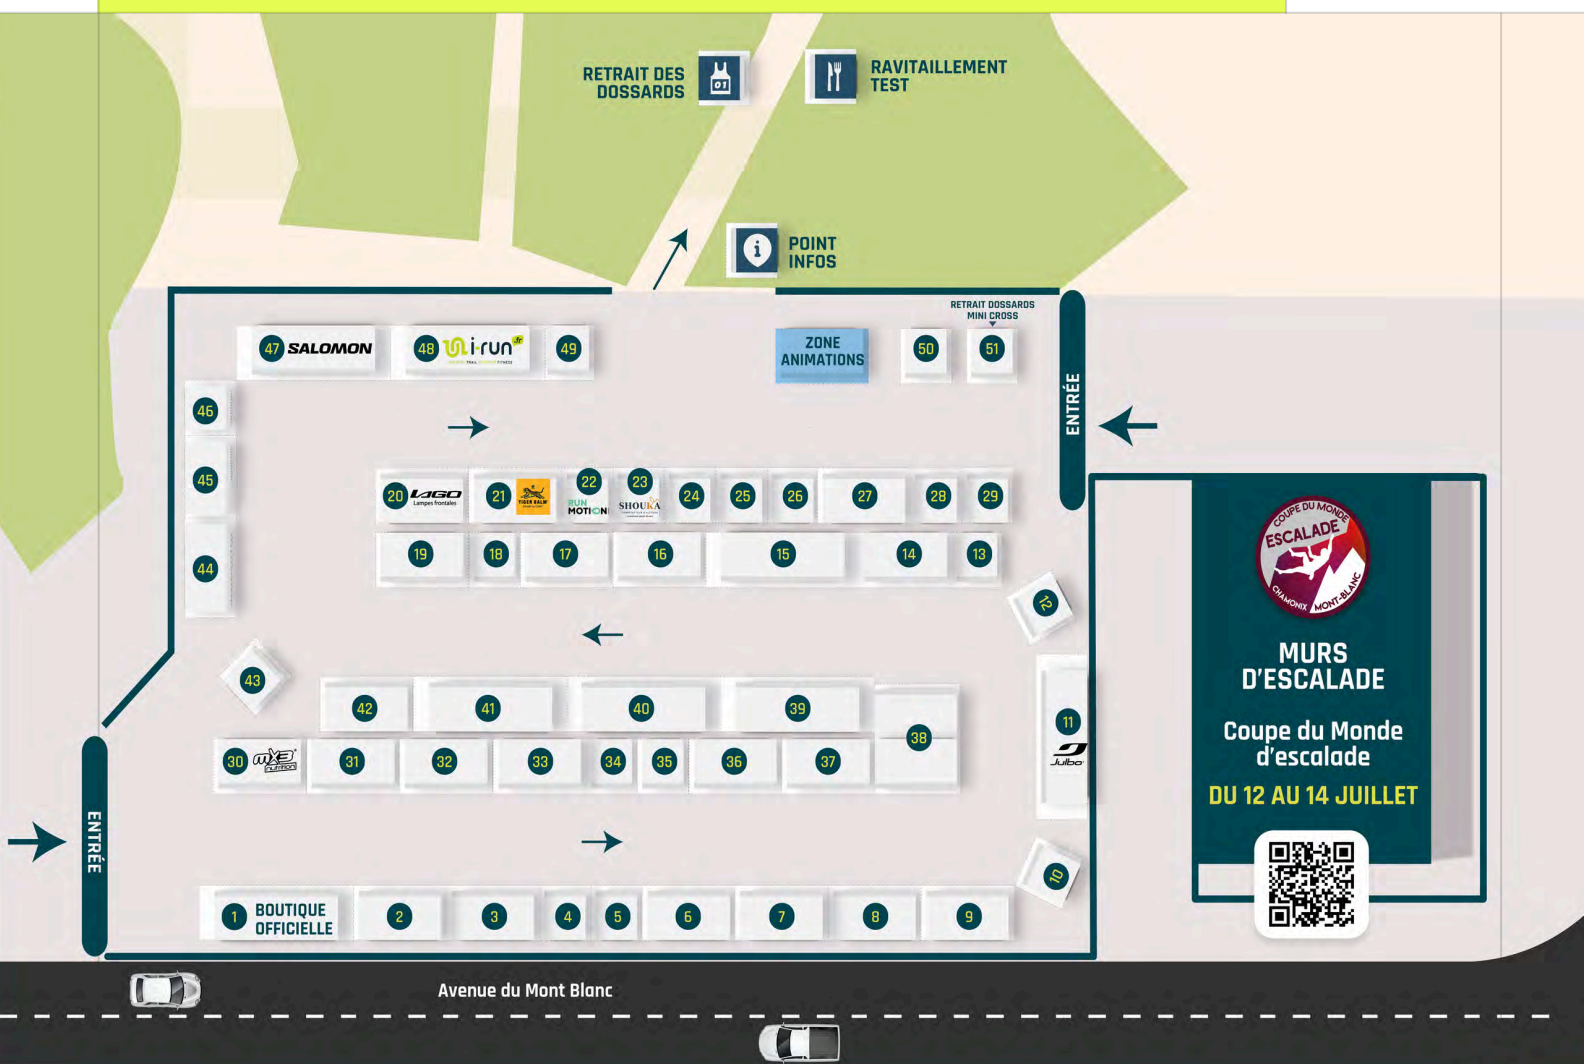 RETRAIT DES
DOSSARDS
01
RAVITAILLEMENT
TEST
i
POINT
INFOS
RETRAIT DOSSARDS
MINI CROSS
47 SALOMON
48 i-run.fr
49
ZONE
ANIMATIONS
50
51
ENTRÉE
46
45
44
20 LAGO
Lampes frontales
21 TIGER BALM
22
RUN
MOTION
23
SHOUKA
24
25
26
27
28
29
19
18
17
16
15
14
13
12
43
42
41
40
39
38
30 mx3
nutrition
31
32
33
34
35
36
37
11
Julbo
10
ENTRÉE
1 BOUTIQUE
OFFICIELLE
2
3
4
5
6
7
8
9
COUPE DU MONDE
ESCALADE
CHAMONIX MONT-BLANC
MURS
D'ESCALADE
Coupe du Monde
d'escalade
DU 12 AU 14 JUILLET
Avenue du Mont Blanc